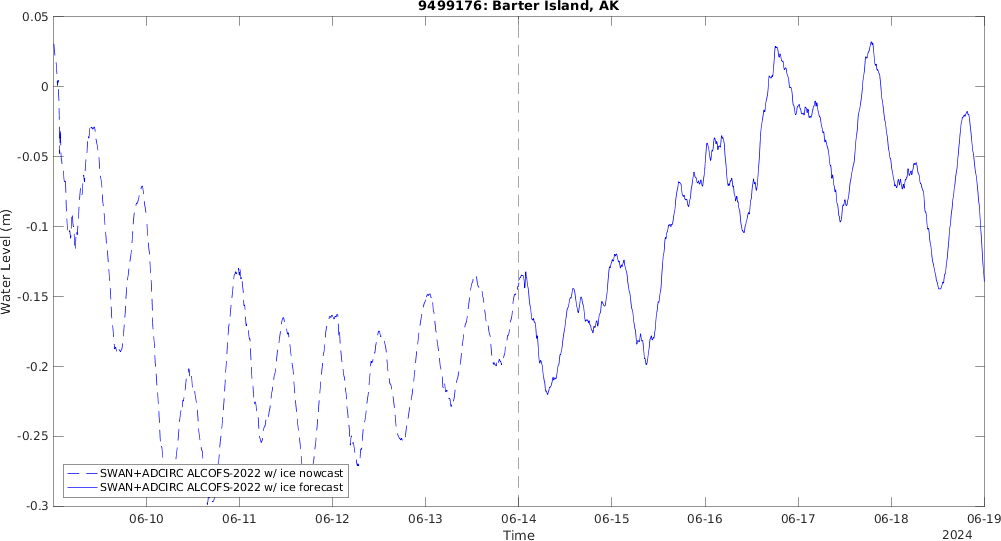 9499176: Barter Island, AK
Water Level (m)
0.05
0
-0.05
-0.1
-0.15
-0.2
-0.25
-0.3
SWAN+ADCIRC ALCOFS-2022 w/ ice nowcast
SWAN+ADCIRC ALCOFS-2022 w/ ice forecast
06-10 06-11 06-12 06-13 06-14 06-15 06-16 06-17 06-18 06-19
Time
2024